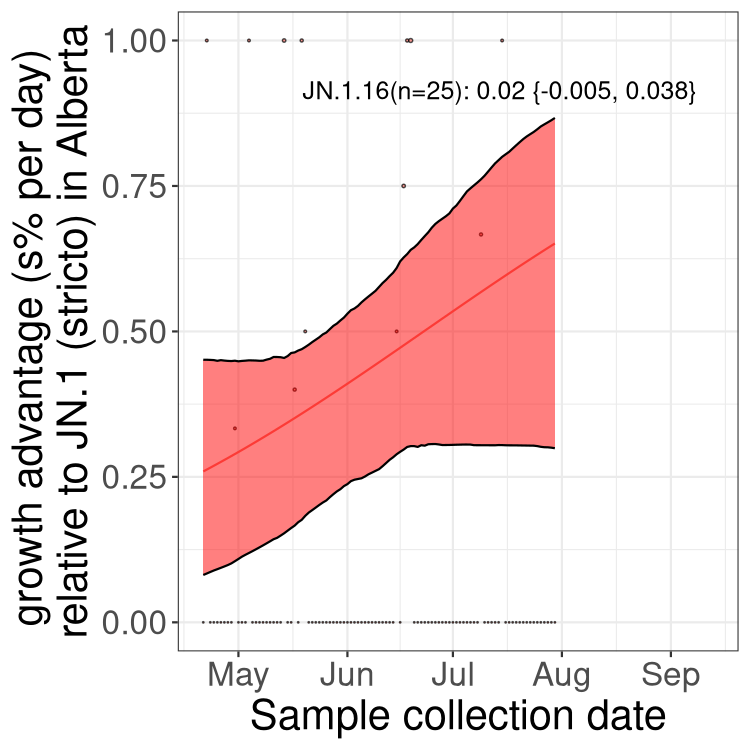 growth advantage (s% per day)
relative to JN.1 (stricto) in Alberta
1.00
0.75
0.50
0.25
0.00
JN.1.16(n=25): 0.02 {-0.005, 0.038}
May Jun Jul Aug Sep
Sample collection date